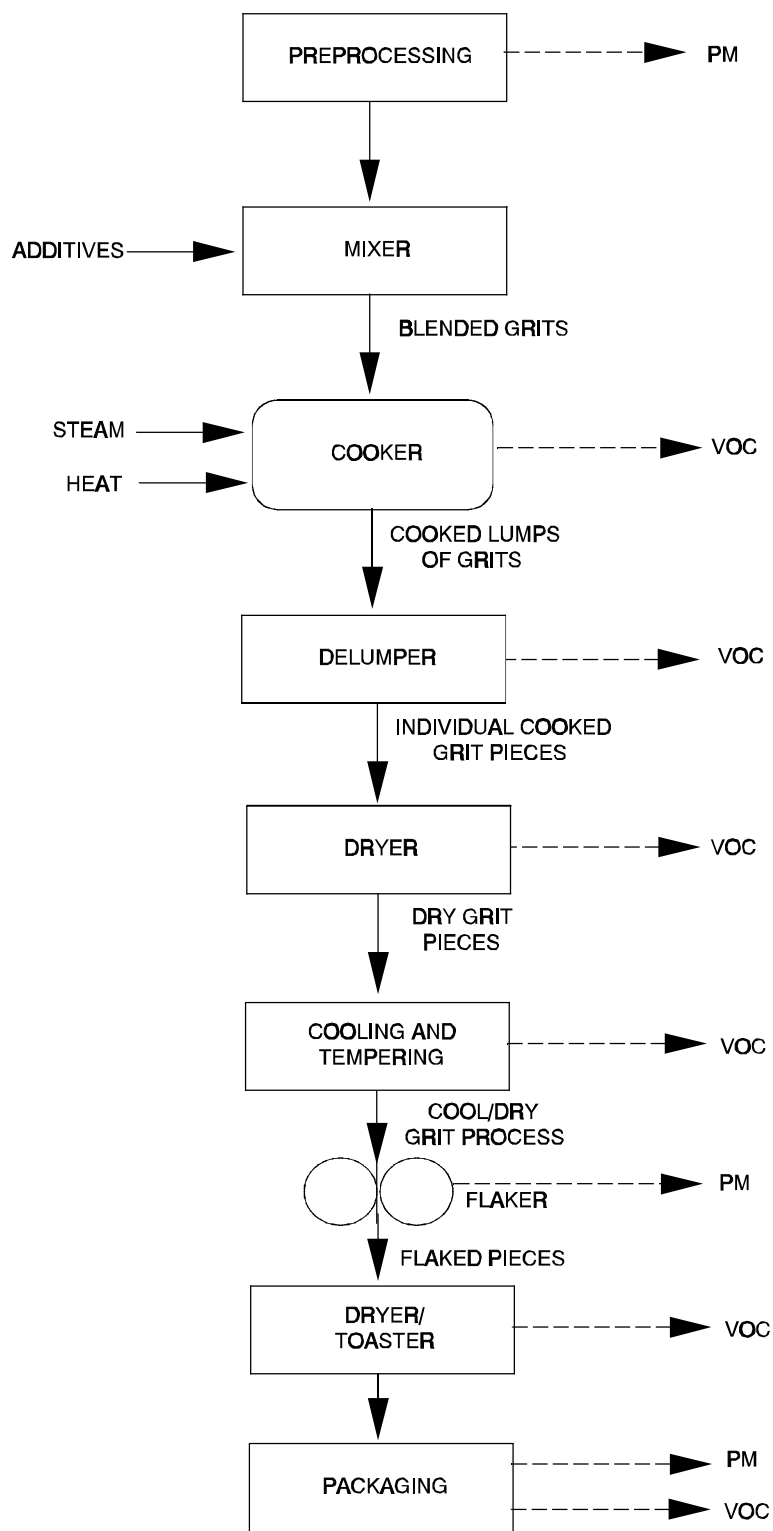 PREPROCESSING
PM
ADDITIVES
MIXER
BLENDED GRITS
STEAM
HEAT
COOKER
VOC
COOKED LUMPS
OF GRITS
DELUMPER
VOC
INDIVIDUAL COOKED
GRIT PIECES
DRYER
VOC
DRY GRIT
PIECES
COOLING AND
TEMPERING
VOC
COOL/DRY
GRIT PROCESS
FLAKER
PM
FLAKED PIECES
DRYER/
TOASTER
VOC
PACKAGING
PM
VOC